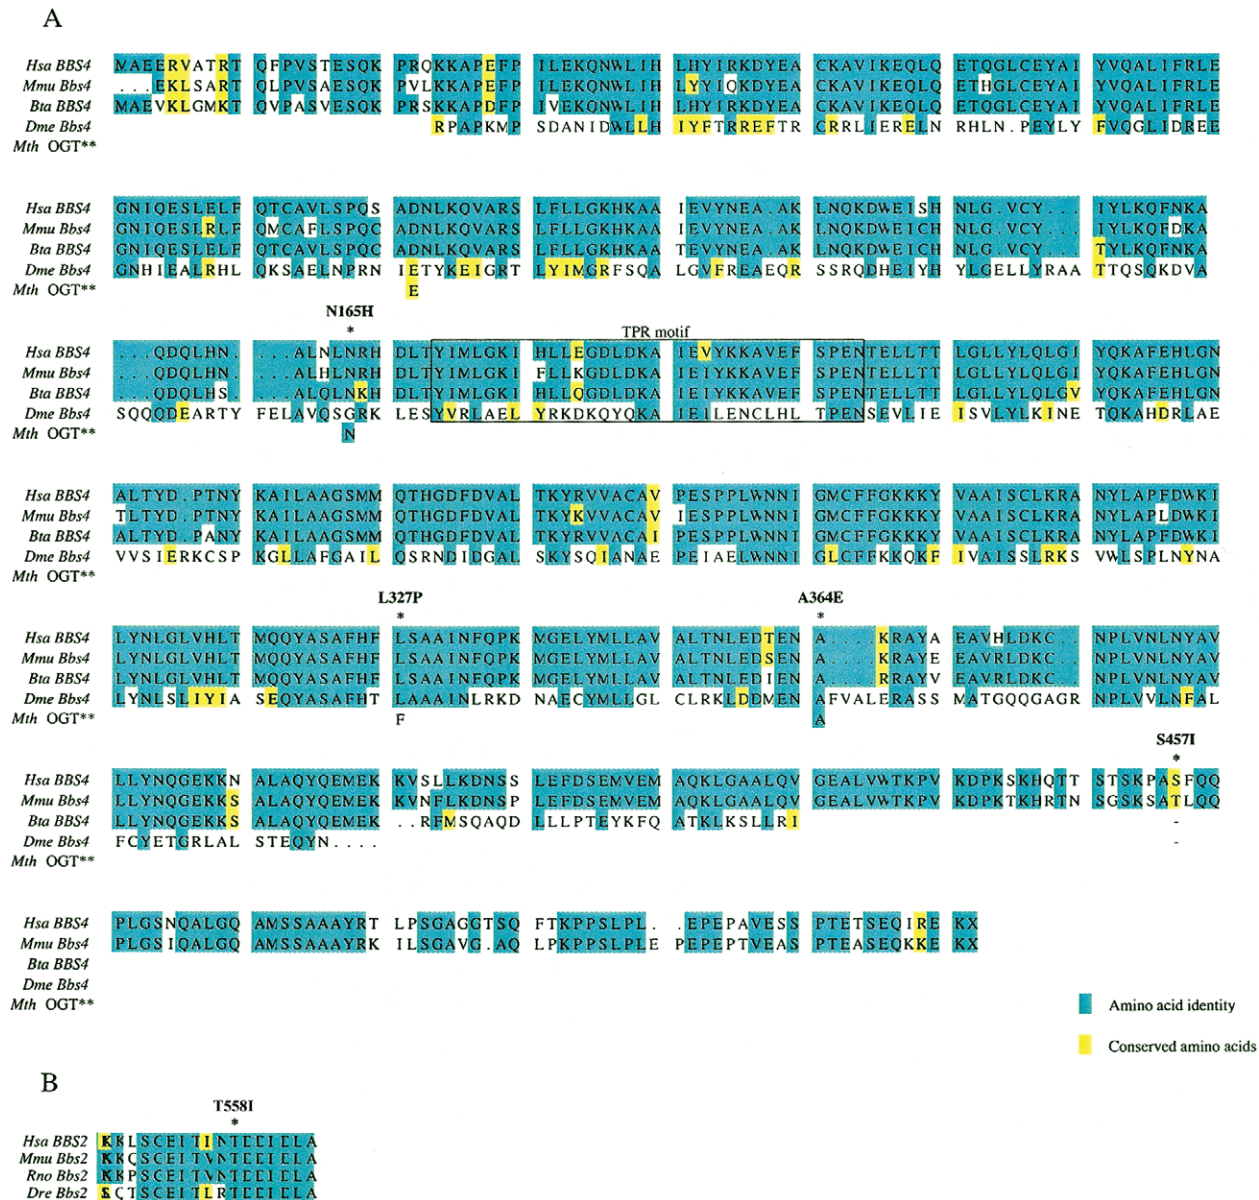 A
Hsa BBS4 MAEERVATRT QFPVSTESQK PRQKKAPEFP ILEKQNWLIH LHYIRKDYEA CKAVIKEQLQ ETQGLCEYAI YVQALIFRLE
Mmu Bbs4 ...EKLSART QLPVSAESQK PVLKKAPEFP ILEKQNWLIH LYYIQKDYEA CKAVIKEQLQ ETHGLCEYAI YVQALIFRLE
Bta BBS4 MAEVKLGMKT QVPASVESQK PRSKKAPDFP IVEKQNWLIH LHYIRKDYEA CKAVIKEQLQ ETQGLCEYAI YVQALIFRLE
Dme Bbs4 RPAPKMP SDANIDWLLH IYFTRREFTR CRRLIERELN RHLN.PEYLY FVQGLIDREE
Mth OGT**
Hsa BBS4 GNIQESLELF QTCAVLSPQS ADNLKQVARS LFLLGKHKAA IEVYNEA.AK LNQKDWEISH NLG.VCY... IYLKQFNKA
Mmu Bbs4 GNIQESLRLF QMCAFLSPQC ADNLKQVARS LFLLGKHKAA IEVYNEA.AK LNQKDWEICH NLG.VCY... IYLKQFDKA
Bta BBS4 GNIQESLELF QTCAVLSPQC ADNLKQVARS LFLLGKHKAA TEVYNEA.AK LNQKDWEICH NLG.VCY... TYLKQFNKA
Dme Bbs4 GNHIEALRHL QKSAELNPRN IETYKEIGRT LYIMGRFSQA LGVFREAEQR SSRQDHEIYH YLGELLYRAA TTQSQKDVA
Mth OGT** E
N165H
*
TPR motif
Hsa BBS4 ...QDQLHN. ...ALNLNRH DLTYIMLGKI HLLEGDLDKA IEVYKKAVEF SPENTELLTT LGLLYLQLGI YQKAFEHLGN
Mmu Bbs4 ...QDQLHN. ...ALHLNRH DLTYIMLGKI FLLKGDLDKA IEIYKKAVEF SPENTELLTT LGLLYLQLGI YQKAFEHLGN
Bta BBS4 ...QDQLHS. ...ALQLNKH DLTYIMLGKI HLLQGDLDKA IEIYKKAVEF SPENTELLTT LGLLYLQLGV YQKAFEHLGN
Dme Bbs4 SQQQDEARTY FELAVQSGRK LESYVRLAEL YRKDKQYQKA IEILENCLHL TPENSEVLIE ISVLYLKINE TQKAHDRLAE
Mth OGT** N
Hsa BBS4 ALTYD.PTNY KAILAAGSMM QTHGDFDVAL TKYRVVACAV PESPPLWNNI GMCFFGKKKY VAAISCLKRA NYLAPFDWKI
Mmu Bbs4 TLTYD.PTNY KAILAAGSMM QTHGDFDVAL TKYKVVACAV IESPPLWNNI GMCFFGKKKY VAAISCLKRA NYLAPLDWKI
Bta BBS4 ALTYD.PANY KAILAAGSMM QTHGDFDVAL TKYRVVACAI PESPPLWNNI GMCFFGKKKY VAAISCLKRA NYLAPFDWKI
Dme Bbs4 VVSIERKCSP KGLLAFGAIL QSRNDIDGAL SKYSQIANAE PEIAELWNNI GLCFFKKQKF IVAISSLRKS VWLSPLNYNA
Mth OGT**
L327P A364E
* *
Hsa BBS4 LYNLGLVHLT MQQYASAFHF LSAAINFQPK MGELYMLLAV ALTNLEDTEN A....KRAYA EAVHLDKC.. NPLVNLNYAV
Mmu Bbs4 LYNLGLVHLT MQQYASAFHF LSAAINFQPK MGELYMLLAV ALTNLEDSEN A....KRAYE EAVRLDKC.. NPLVNLNYAV
Bta BBS4 LYNLGLVHLT MQQYASAFHF LSAAINFQPK MGELYMLLAV ALTNLEDIEN A....RRAYV EAVRLDKC.. NPLVNLNYAV
Dme Bbs4 LYNLSLIYIA SEQYASAFHT LAAAINLRKD NAECYMLLGL CLRKLDDMEN AFVALERASS MATGQQGAGR NPLVVLNFAL
Mth OGT** F A
S457I
*
Hsa BBS4 LLYNQGEKKN ALAQYQEMEK KVSLLKDNSS LEFDSEMVEM AQKLGAALQV GEALVWTKPV KDPKSKHQTT STSKPASFQQ
Mmu Bbs4 LLYNQGEKKS ALAQYQEMEK KVNFLKDNSP LEFDSEMVEM AQKLGAALQV GEALVWTKPV KDPKTKHRTN SGSKSATLQQ
Bta BBS4 LLYNQGEKKS ALAQYQEMEK ..RFMSQAQD LLLPTEYKFQ ATKLKSLLRI -
Dme Bbs4 FCYETGRLAL STEQYN.... -
Mth OGT**
Hsa BBS4 PLGSNQALGQ AMSSAAAYRT LPSGAGGTSQ FTKPPSLPL. .EPEPAVESS PTETSEQIRE KX
Mmu Bbs4 PLGSIQALGQ AMSSAAAYRK ILSGAVG.AQ LPKPPSLPLE PEPEPTVEAS PTEASEQKKE KX
Bta BBS4
Dme Bbs4
Mth OGT**
Amino acid identity
Conserved amino acids
B
T558I
*
Hsa BBS2 KKLSCEITINTEEIELA
Mmu Bbs2 KKQSCEITVNTEEIELA
Rno Bbs2 KKPSCEITVNTEEIELA
Dre Bbs2 CTSCEITLRTEEIELA